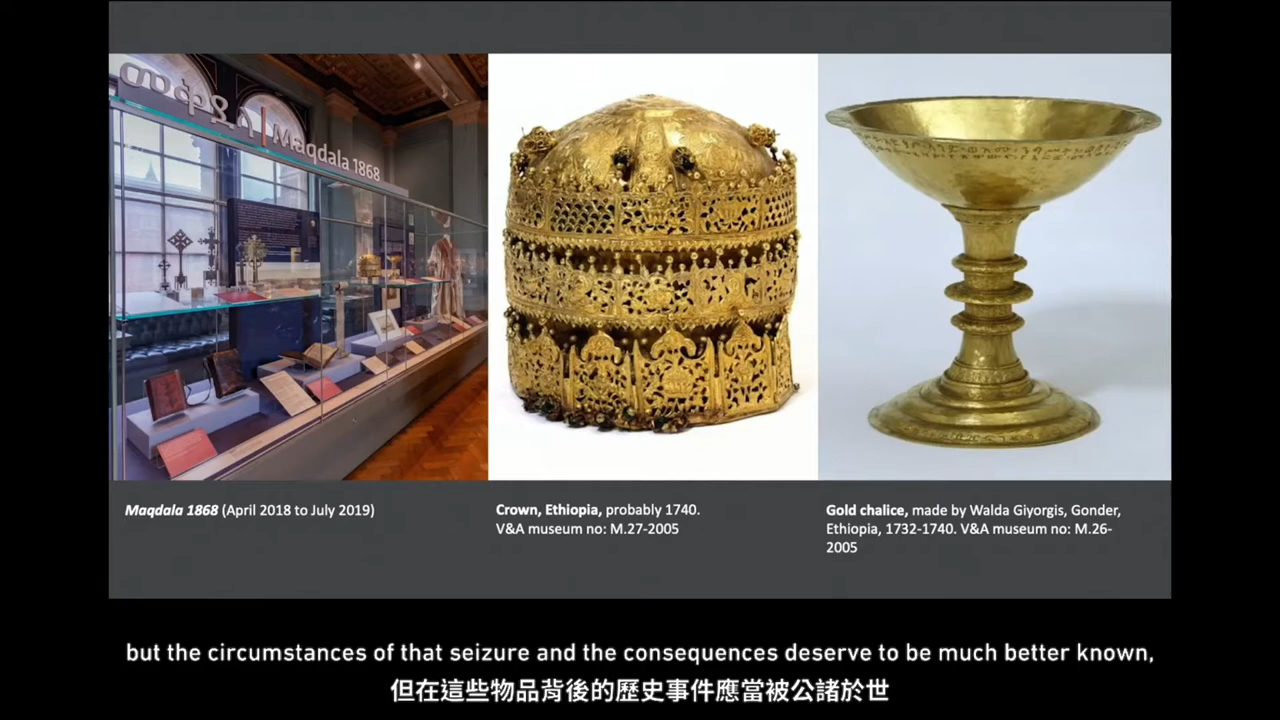 መቅደላ | Maqdala 1868
Maqdala 1868 (April 2018 to July 2019)
Crown, Ethiopia, probably 1740.
V&A museum no: M.27-2005
Gold chalice, made by Walda Giyorgis, Gonder,
Ethiopia, 1732-1740. V&A museum no: M.26-
2005
but the circumstances of that seizure and the consequences deserve to be much better known,
但在這些物品背後的歷史事件應當被公諸於世